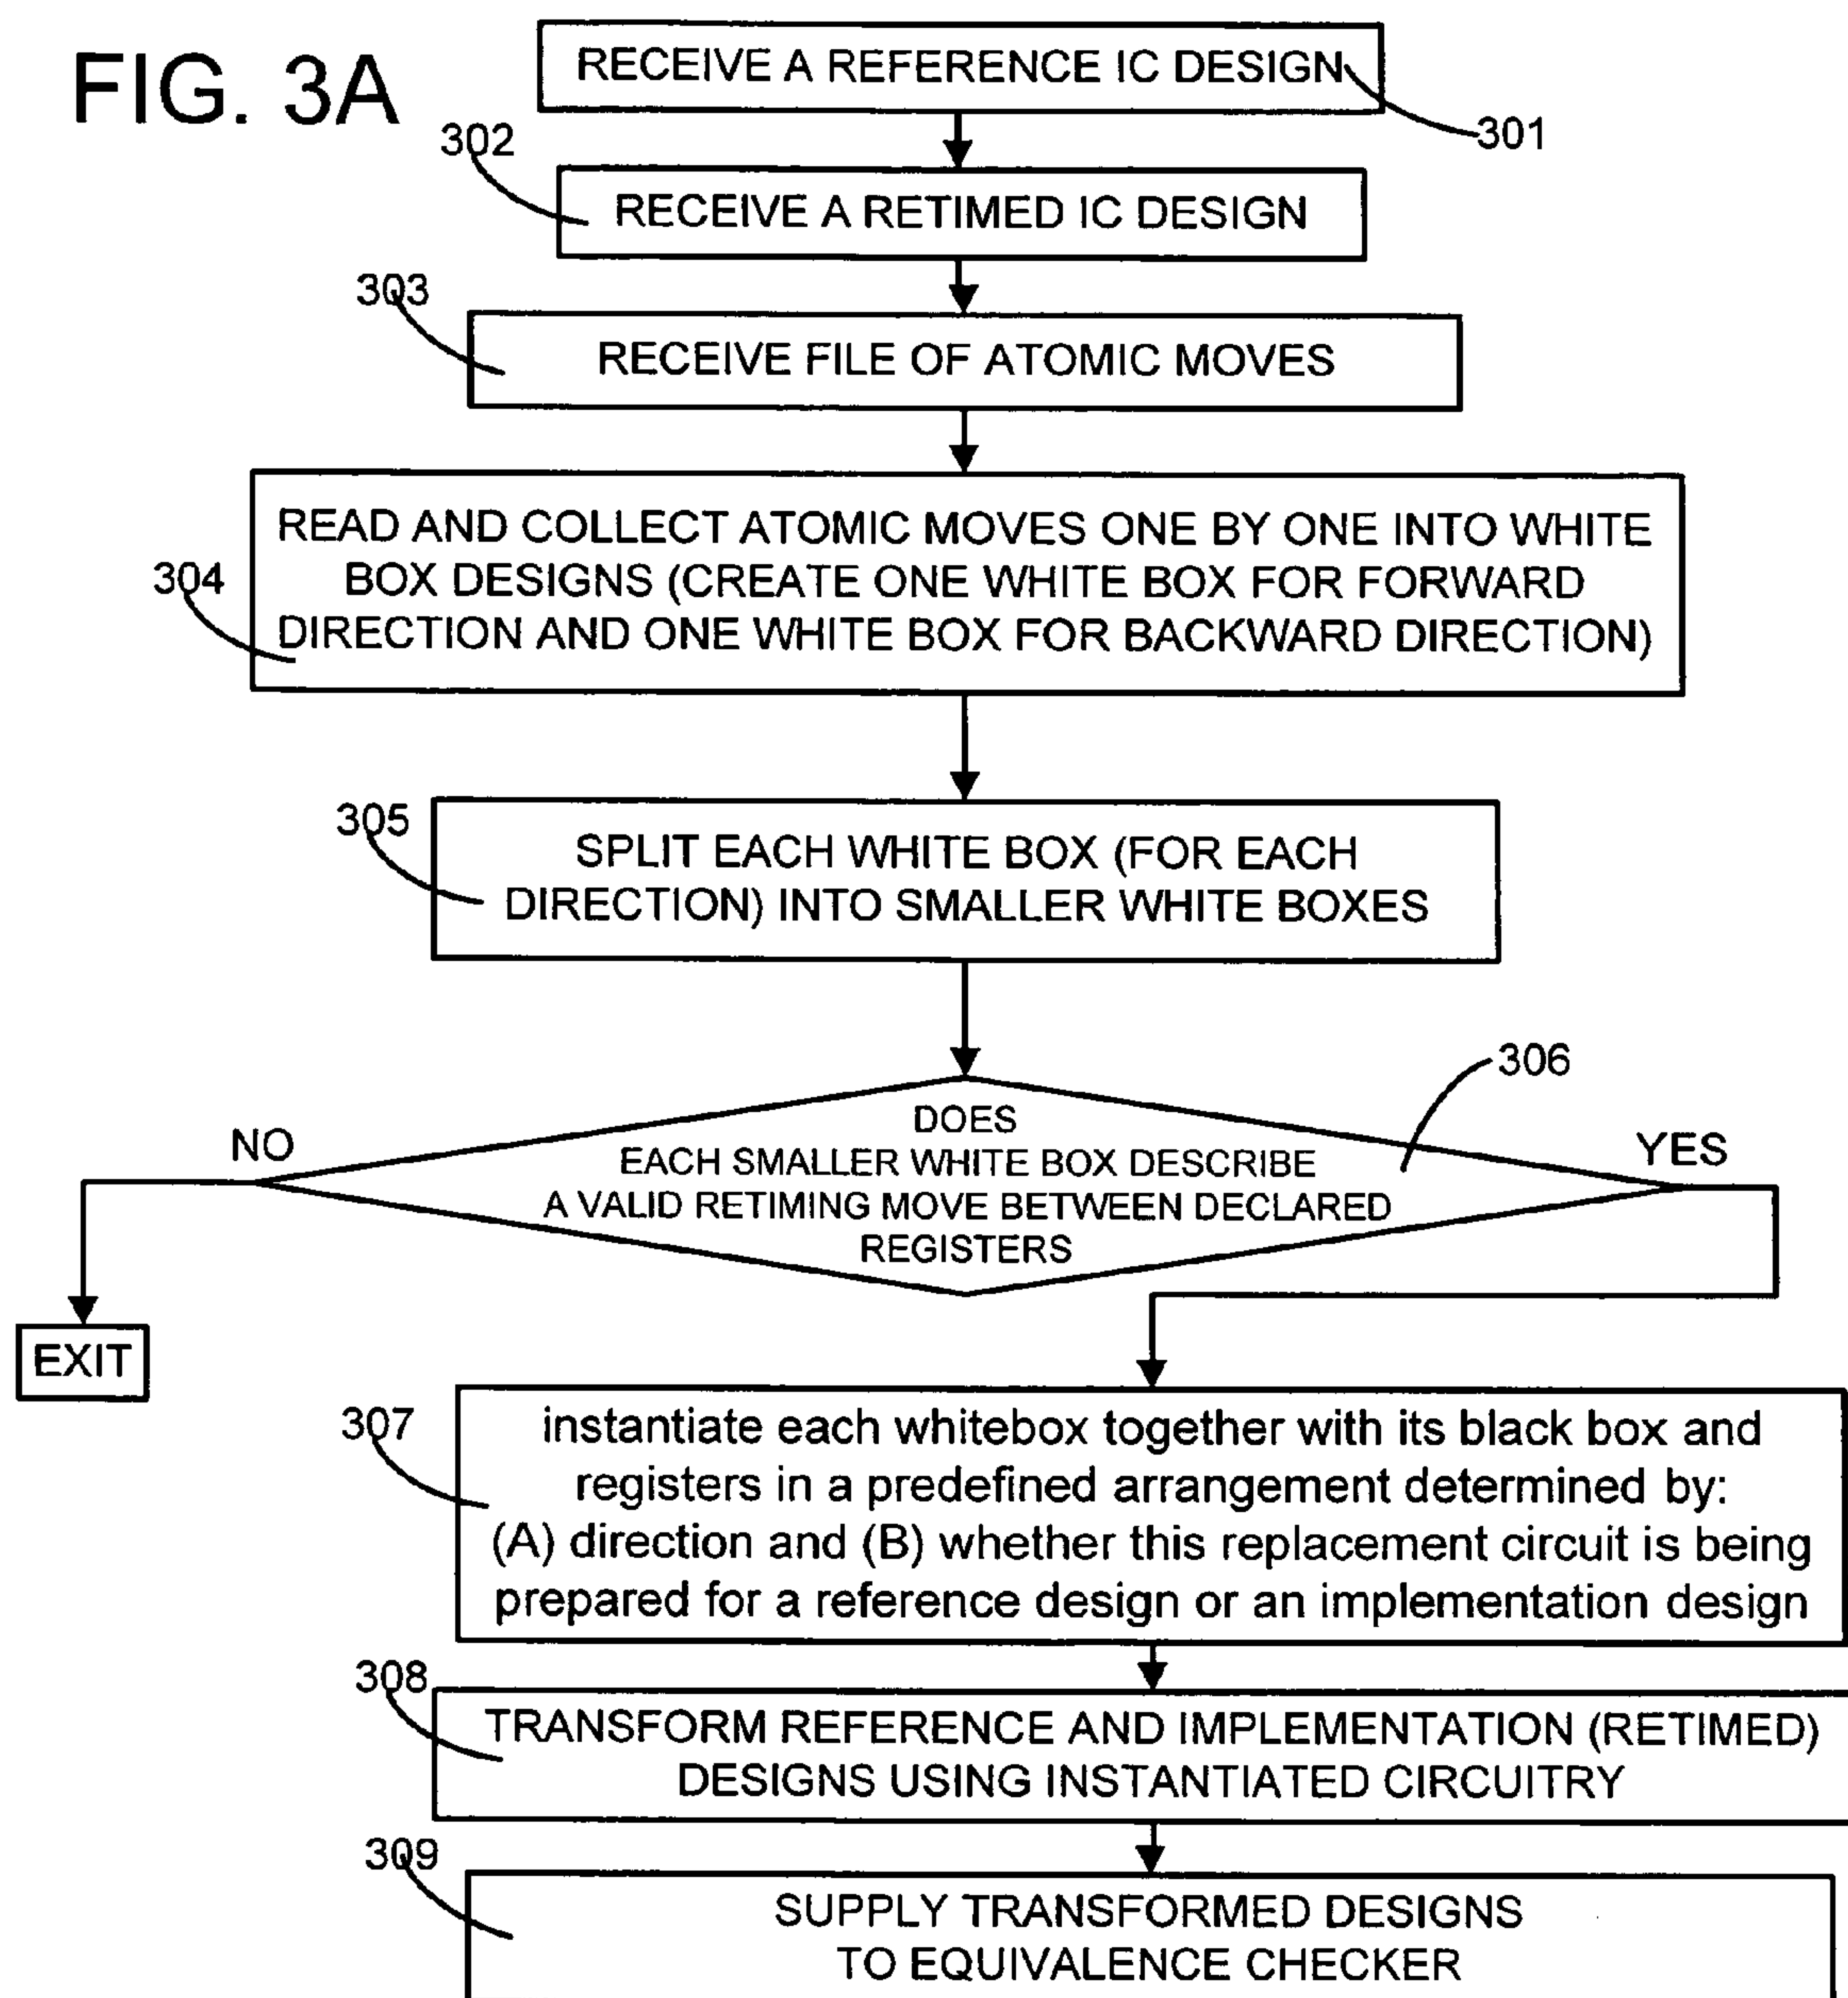 FIG. 3A
RECEIVE A REFERENCE IC DESIGN
301
302
RECEIVE A RETIMED IC DESIGN
303
RECEIVE FILE OF ATOMIC MOVES
READ AND COLLECT ATOMIC MOVES ONE BY ONE INTO WHITE
304
BOX DESIGNS (CREATE ONE WHITE BOX FOR FORWARD
DIRECTION AND ONE WHITE BOX FOR BACKWARD DIRECTION)
305
SPLIT EACH WHITE BOX (FOR EACH
DIRECTION) INTO SMALLER WHITE BOXES
306
NO
YES
DOES
EACH SMALLER WHITE BOX DESCRIBE
A VALID RETIMING MOVE BETWEEN DECLARED
REGISTERS
EXIT
307
instantiate each whitebox together with its black box and
registers in a predefined arrangement determined by:
(A) direction and (B) whether this replacement circuit is being
prepared for a reference design or an implementation design
308
TRANSFORM REFERENCE AND IMPLEMENTATION (RETIMED)
DESIGNS USING INSTANTIATED CIRCUITRY
309
SUPPLY TRANSFORMED DESIGNS
TO EQUIVALENCE CHECKER